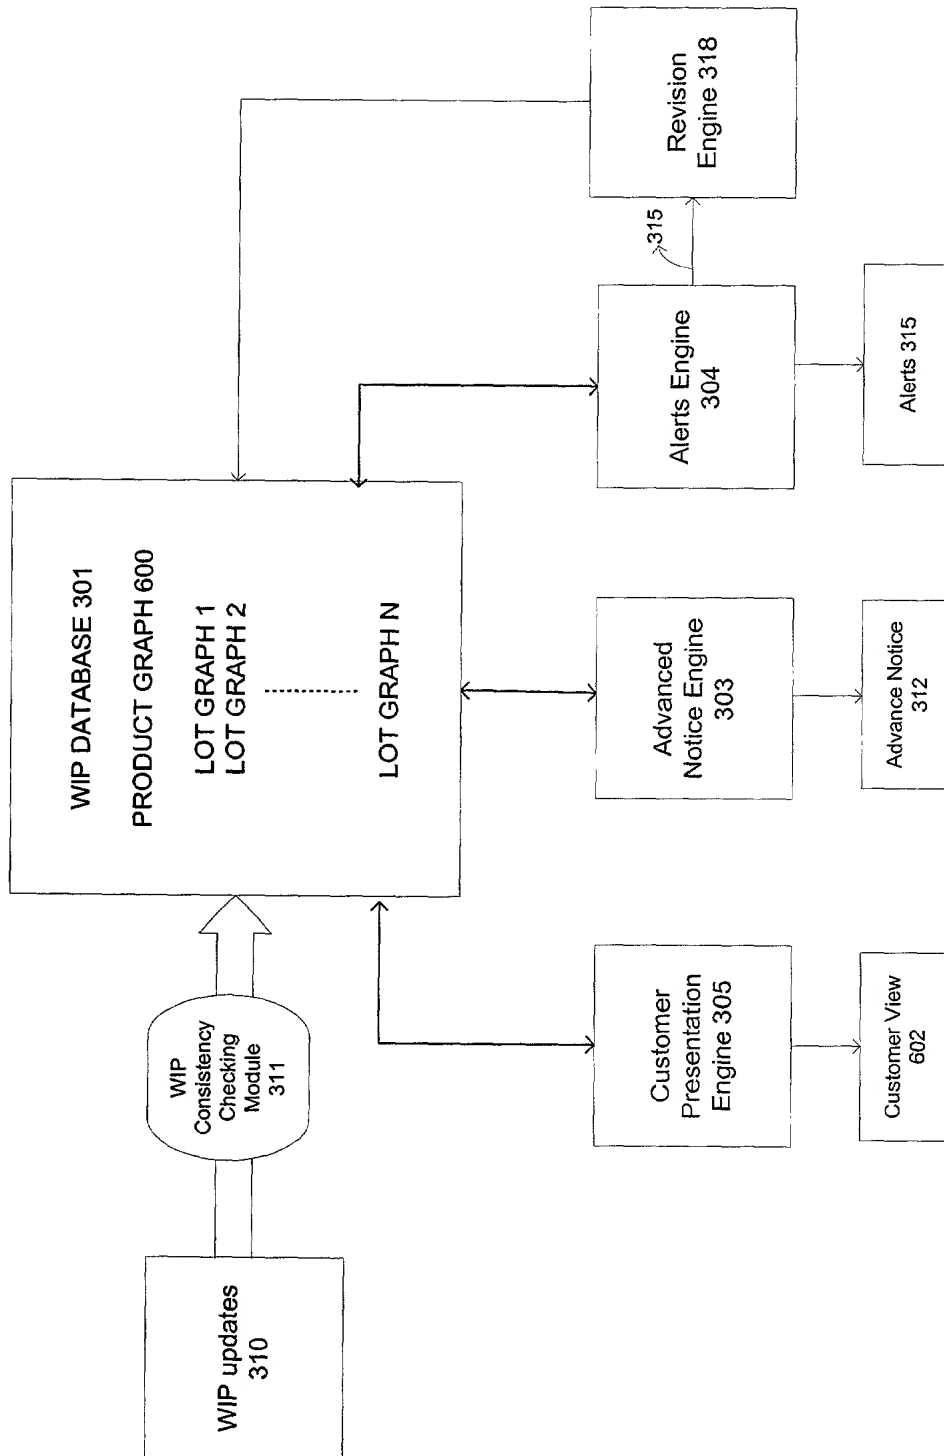 WIP updates
310
WIP
Consistency
Checking
Module
311
WIP DATABASE 301
PRODUCT GRAPH 600
LOT GRAPH 1
LOT GRAPH 2
LOT GRAPH N
Customer
Presentation
Engine 305
Advanced
Notice Engine
303
Alerts Engine
304
315
Revision
Engine 318
Customer View
602
Advance Notice
312
Alerts 315